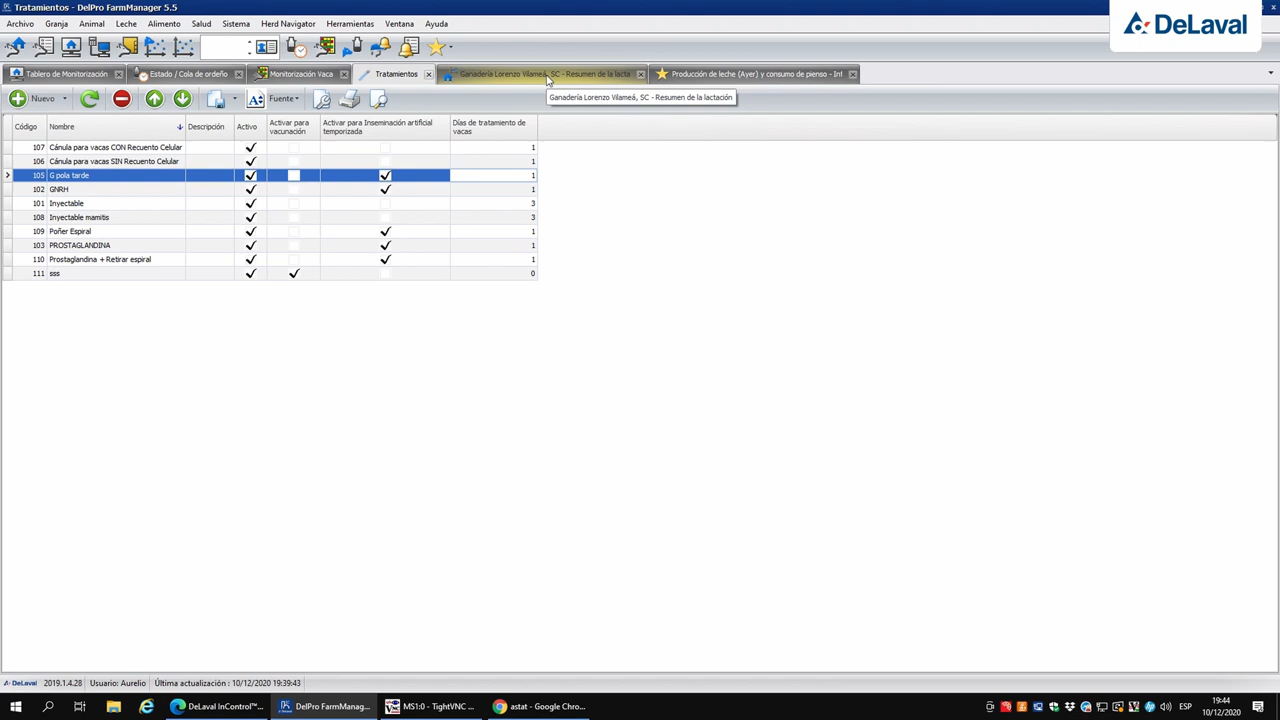 Tratamientos - DelPro FarmManager 5.5
Archivo Granja Animal Leche Alimento Salud Sistema Herd Navigator Herramientas Ventana Ayuda
DeLaval
Tablero de Monitorización Estado / Cola de ordeño Monitorización Vaca Tratamientos Ganadería Lorenzo Vilameá, SC - Resumen de la lacta Producción de leche (Ayer) y consumo de pienso - Inf
Nuevo Fuente
Ganadería Lorenzo Vilameá, SC - Resumen de la lactación
Código Nombre Descripción Activo Activar para vacunación Activar para Inseminación artificial temporizada Días de tratamiento de vacas
107 Cánula para vacas CON Recuento Celular 1
106 Cánula para vacas SIN Recuento Celular 1
105 G pola tarde 1
102 GNRH 1
101 Inyectable 3
108 Inyectable mamitis 3
109 Poñer Espiral 1
103 PROSTAGLANDINA 1
110 Prostaglandina + Retirar espiral 1
111 sss 0
DeLaval 2019.1.4.28 Usuario: Aurelio Última actualización : 10/12/2020 19:39:43
DeLaval InControl™... DelPro FarmManag... MS1:0 - TightVNC ... astat - Google Chro... ESP 19:44
10/12/2020